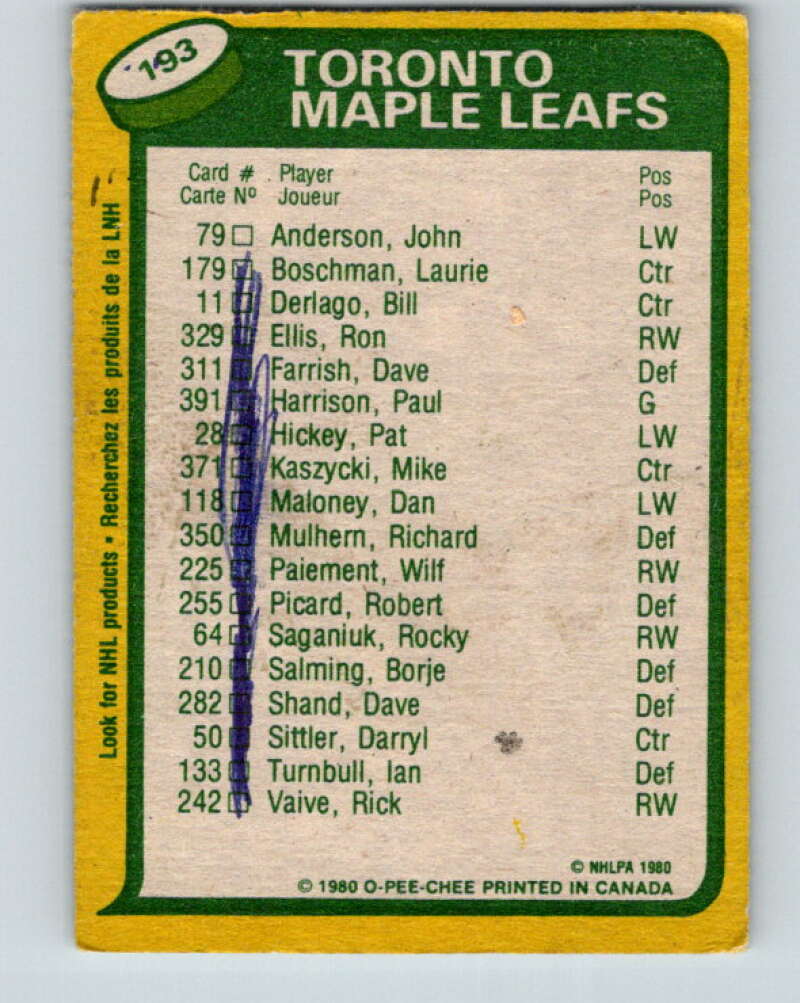 193
TORONTO
MAPLE LEAFS
Card # Player Pos
Carte Nº Joueur Pos
79 Anderson, John LW
179 Boschman, Laurie Ctr
11 Derlago, Bill Ctr
329 Ellis, Ron RW
311 Farrish, Dave Def
391 Harrison, Paul G
28 Hickey, Pat LW
371 Kaszycki, Mike Ctr
118 Maloney, Dan LW
350 Mulhern, Richard Def
225 Paiement, Wilf RW
255 Picard, Robert Def
64 Saganiuk, Rocky RW
210 Salming, Borje Def
282 Shand, Dave Def
50 Sittler, Darryl Ctr
133 Turnbull, Ian Def
242 Vaive, Rick RW
© NHLPA 1980
© 1980 O-PEE-CHEE PRINTED IN CANADA
Look for NHL products • Recherchez les produits de la LNH